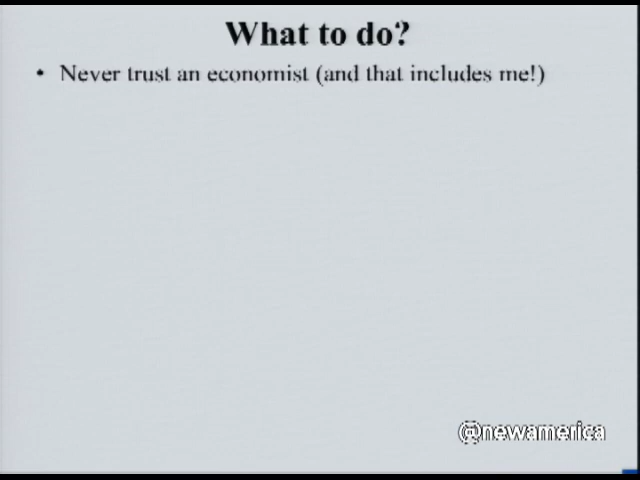 What to do?
• Never trust an economist (and that includes me!)
@newamerica